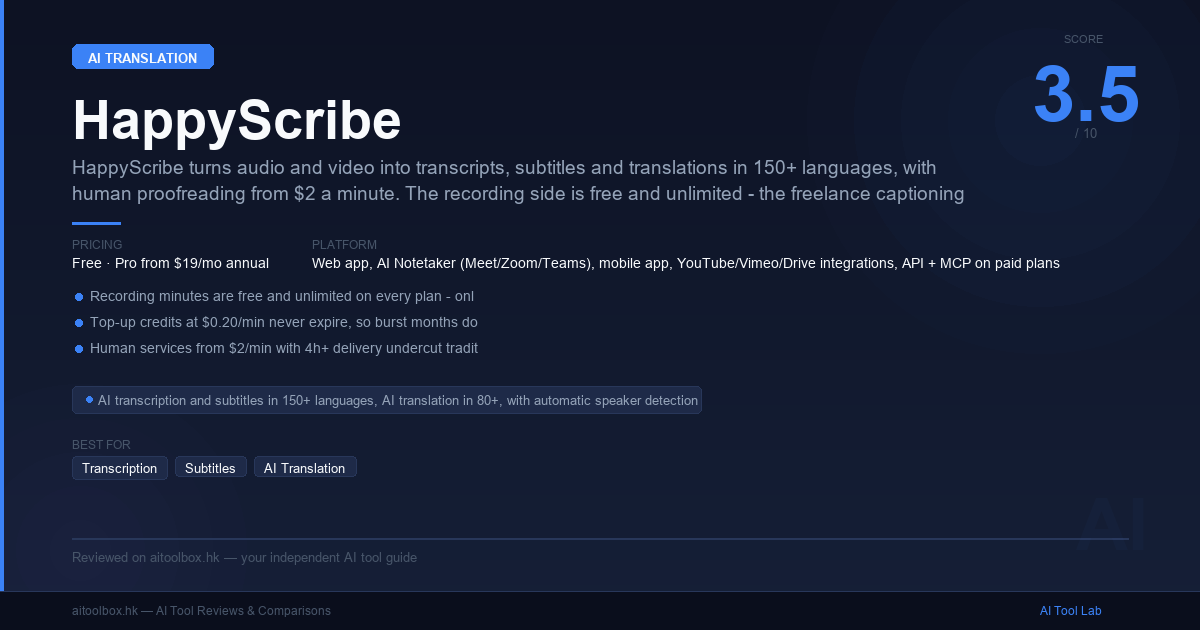 AI TRANSLATION
SCORE
3.5
/ 10
HappyScribe
HappyScribe turns audio and video into transcripts, subtitles and translations in 150+ languages, with
human proofreading from $2 a minute. The recording side is free and unlimited - the freelance captioning
PRICING
Free · Pro from $19/mo annual
PLATFORM
Web app, AI Notetaker (Meet/Zoom/Teams), mobile app, YouTube/Vimeo/Drive integrations, API + MCP on paid plans
Recording minutes are free and unlimited on every plan - onl
Top-up credits at $0.20/min never expire, so burst months do
Human services from $2/min with 4h+ delivery undercut tradit
AI transcription and subtitles in 150+ languages, AI translation in 80+, with automatic speaker detection
BEST FOR
Transcription
Subtitles
AI Translation
AI
Reviewed on aitoolbox.hk — your independent AI tool guide
aitoolbox.hk — AI Tool Reviews & Comparisons
AI Tool Lab